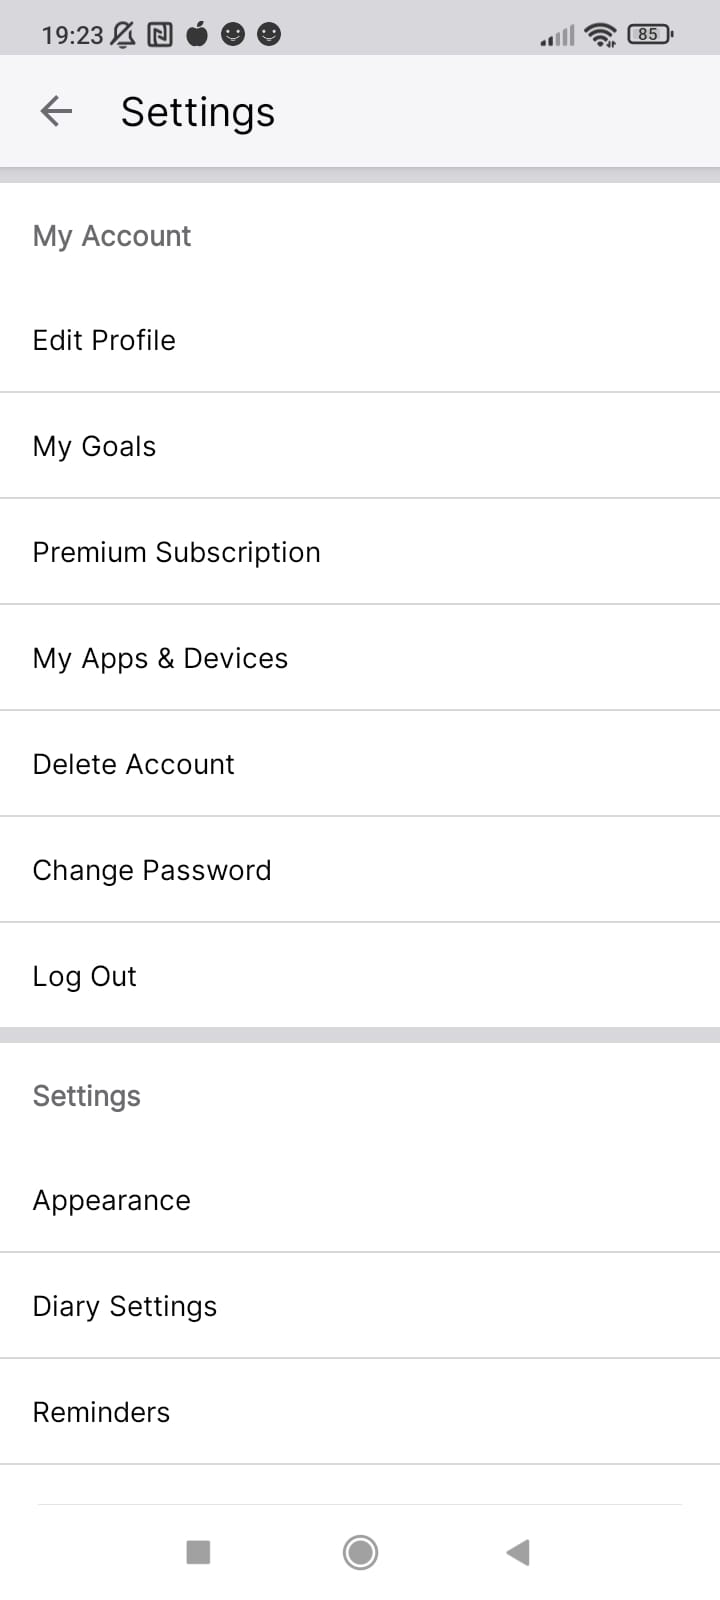 19:23 85
Settings
My Account
Edit Profile
My Goals
Premium Subscription
My Apps & Devices
Delete Account
Change Password
Log Out
Settings
Appearance
Diary Settings
Reminders